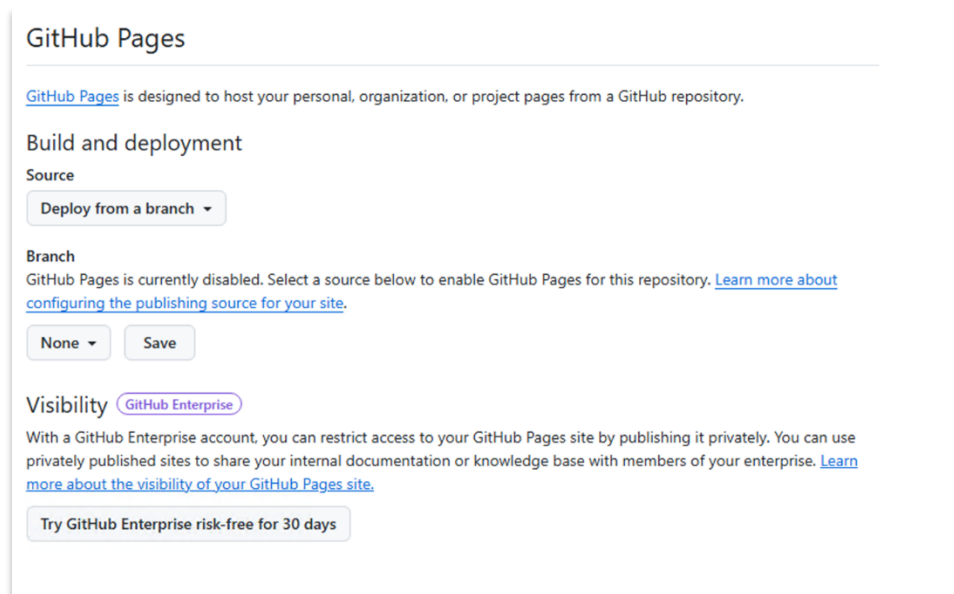 GitHub Pages
GitHub Pages is designed to host your personal, organization, or project pages from a GitHub repository.
Build and deployment
Source
Deploy from a branch
Branch
GitHub Pages is currently disabled. Select a source below to enable GitHub Pages for this repository. Learn more about
configuring the publishing source for your site.
None Save
Visibility GitHub Enterprise
With a GitHub Enterprise account, you can restrict access to your GitHub Pages site by publishing it privately. You can use
privately published sites to share your internal documentation or knowledge base with members of your enterprise. Learn
more about the visibility of your GitHub Pages site.
Try GitHub Enterprise risk-free for 30 days